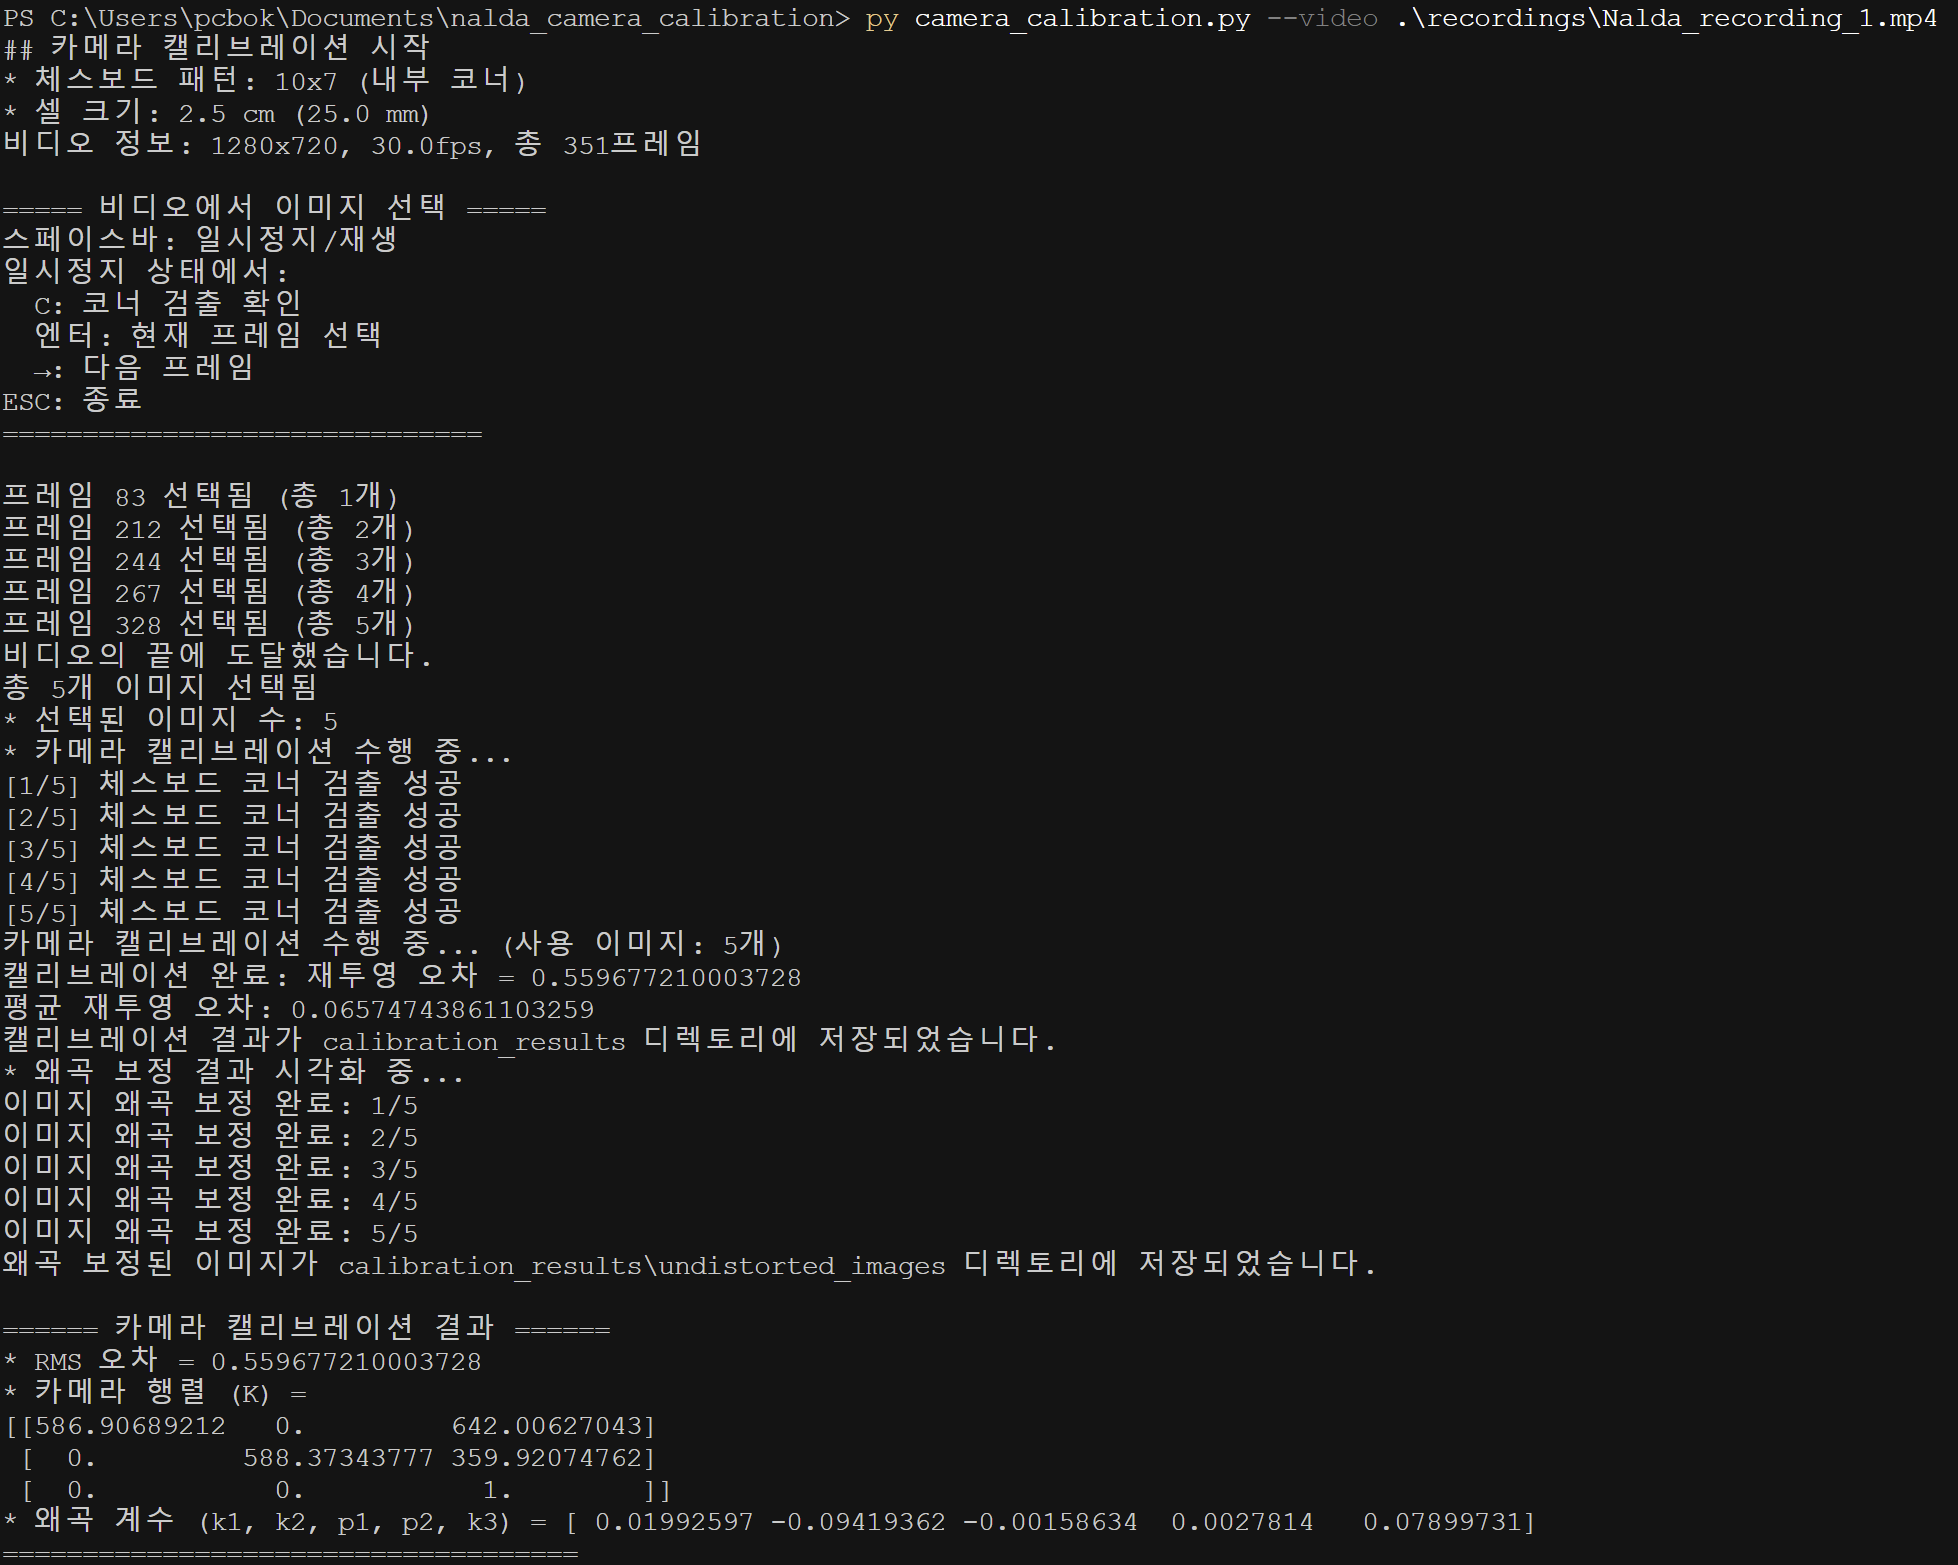 PS C:\Users\pcbok\Documents\nalda_camera_calibration> py camera_calibration.py --video .\recordings\Nalda_recording_1.mp4
## 카메라 캘리브레이션 시작
* 체스보드 패턴: 10x7 (내부 코너)
* 셀 크기: 2.5 cm (25.0 mm)
비디오 정보: 1280x720, 30.0fps, 총 351프레임
===== 비디오에서 이미지 선택 =====
스페이스바: 일시정지/재생
일시정지 상태에서:
  C: 코너 검출 확인
  엔터: 현재 프레임 선택
  →: 다음 프레임
ESC: 종료
==============================
프레임 83 선택됨 (총 1개)
프레임 212 선택됨 (총 2개)
프레임 244 선택됨 (총 3개)
프레임 267 선택됨 (총 4개)
프레임 328 선택됨 (총 5개)
비디오의 끝에 도달했습니다.
총 5개 이미지 선택됨
* 선택된 이미지 수: 5
* 카메라 캘리브레이션 수행 중...
[1/5] 체스보드 코너 검출 성공
[2/5] 체스보드 코너 검출 성공
[3/5] 체스보드 코너 검출 성공
[4/5] 체스보드 코너 검출 성공
[5/5] 체스보드 코너 검출 성공
카메라 캘리브레이션 수행 중... (사용 이미지: 5개)
캘리브레이션 완료: 재투영 오차 = 0.559677210003728
평균 재투영 오차: 0.06574743861103259
캘리브레이션 결과가 calibration_results 디렉토리에 저장되었습니다.
* 왜곡 보정 결과 시각화 중...
이미지 왜곡 보정 완료: 1/5
이미지 왜곡 보정 완료: 2/5
이미지 왜곡 보정 완료: 3/5
이미지 왜곡 보정 완료: 4/5
이미지 왜곡 보정 완료: 5/5
왜곡 보정된 이미지가 calibration_results\undistorted_images 디렉토리에 저장되었습니다.
====== 카메라 캘리브레이션 결과 ======
* RMS 오차 = 0.559677210003728
* 카메라 행렬 (K) =
[[586.90689212   0.         642.00627043]
 [  0.         588.37343777 359.92074762]
 [  0.           0.           1.        ]]
* 왜곡 계수 (k1, k2, p1, p2, k3) = [ 0.01992597 -0.09419362 -0.00158634  0.0027814   0.07899731]
====================================